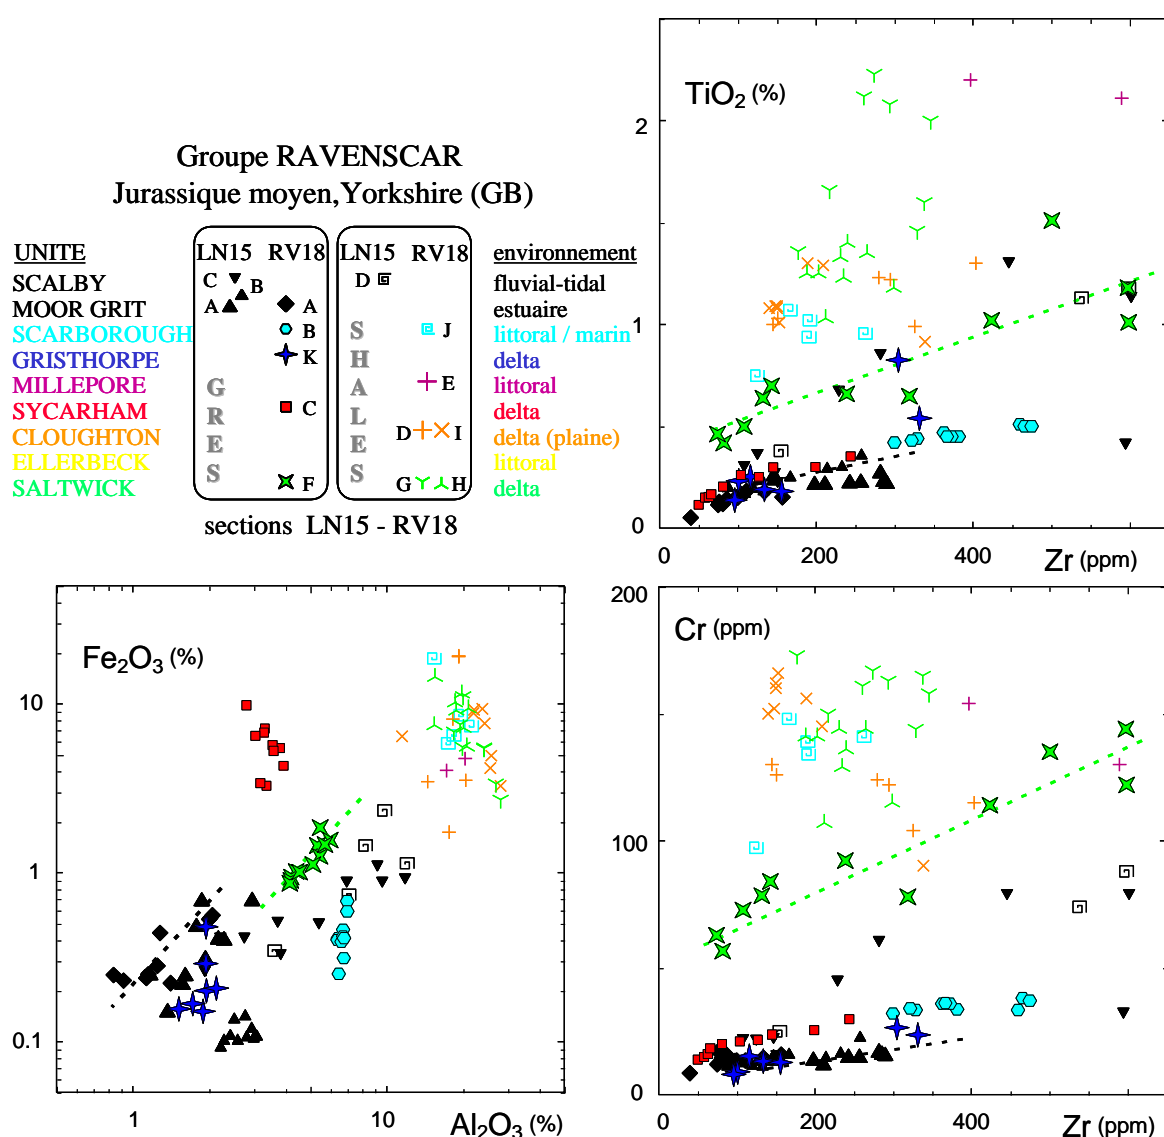 Groupe RAVENSCAR
Jurassique moyen,Yorkshire (GB)
UNITE LN15 RV18 LN15 RV18 environnement
SCALBY C B D fluvial-tidal
MOOR GRIT A A estuaire
SCARBOROUGH B S J littoral / marin
GRISTHORPE K H delta
MILLEPORE G A E littoral
SYCARHAM R C L delta
CLOUGHTON E E D I delta (plaine)
ELLERBECK S S littoral
SALTWICK F G H delta
sections LN15 - RV18
TiO2 (%)
2
1
0
0 200 400 Zr (ppm)
Fe2O3 (%)
10
1
0.1
1 10 Al2O3 (%)
Cr (ppm)
200
100
0
0 200 400 Zr (ppm)